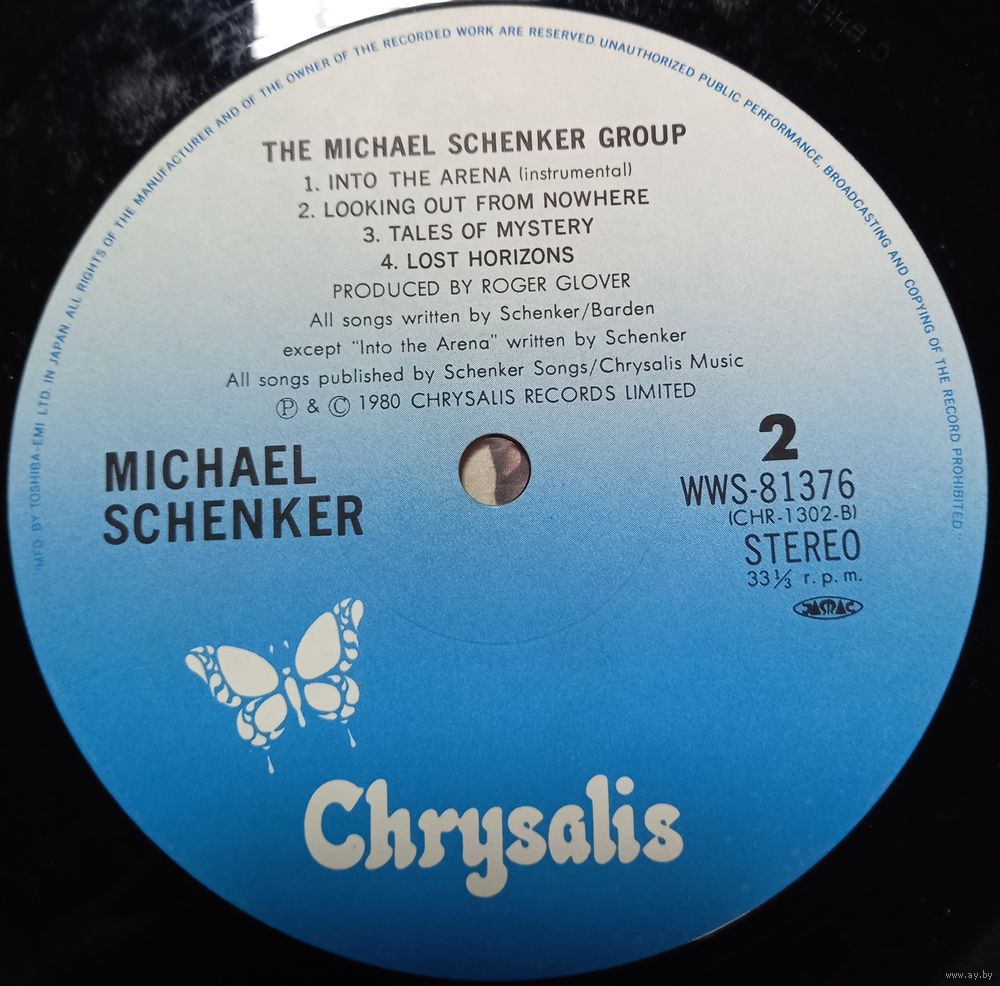 MFD BY TOSHIBA-EMI LTD. IN JAPAN. ALL RIGHTS OF THE MANUFACTURER AND OF THE OWNER OF THE RECORDED WORK ARE RESERVED. UNAUTHORIZED PUBLIC PERFORMANCE, BROADCASTING AND COPYING OF THE RECORD PROHIBITED
THE MICHAEL SCHENKER GROUP
1. INTO THE ARENA (instrumental)
2. LOOKING OUT FROM NOWHERE
3. TALES OF MYSTERY
4. LOST HORIZONS
PRODUCED BY ROGER GLOVER
All songs written by Schenker/Barden
except "Into the Arena" written by Schenker
All songs published by Schenker Songs/Chrysalis Music
Ⓟ & © 1980 CHRYSALIS RECORDS LIMITED
MICHAEL
SCHENKER
2
WWS-81376
(CHR-1302-B)
STEREO
33⅓ r. p. m.
JASRAC
Chrysalis
www.ay.by